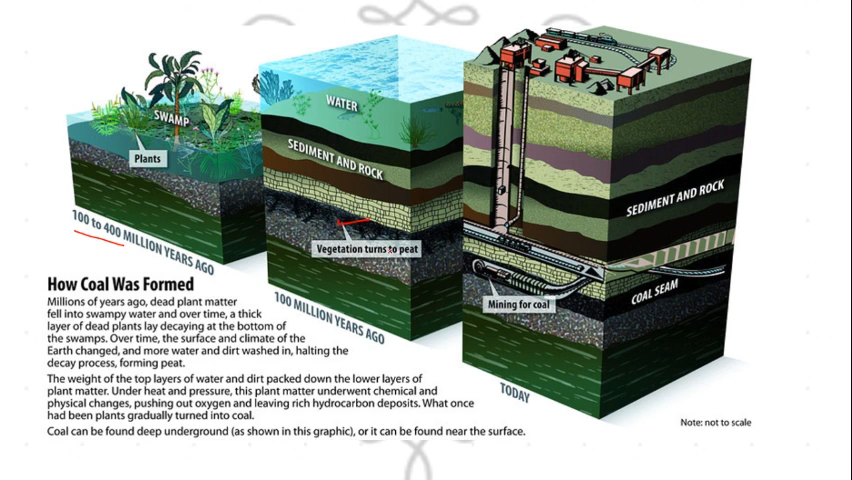 SWAMP
Plants
100 to 400 MILLION YEARS AGO
WATER
SEDIMENT AND ROCK
Vegetation turns to peat
100 MILLION YEARS AGO
SEDIMENT AND ROCK
COAL SEAM
Mining for coal
TODAY
How Coal Was Formed
Millions of years ago, dead plant matter
fell into swampy water and over time, a thick
layer of dead plants lay decaying at the bottom of
the swamps. Over time, the surface and climate of the
Earth changed, and more water and dirt washed in, halting the
decay process, forming peat.
The weight of the top layers of water and dirt packed down the lower layers of
plant matter. Under heat and pressure, this plant matter underwent chemical and
physical changes, pushing out oxygen and leaving rich hydrocarbon deposits. What once
had been plants gradually turned into coal.
Coal can be found deep underground (as shown in this graphic), or it can be found near the surface.
Note: not to scale